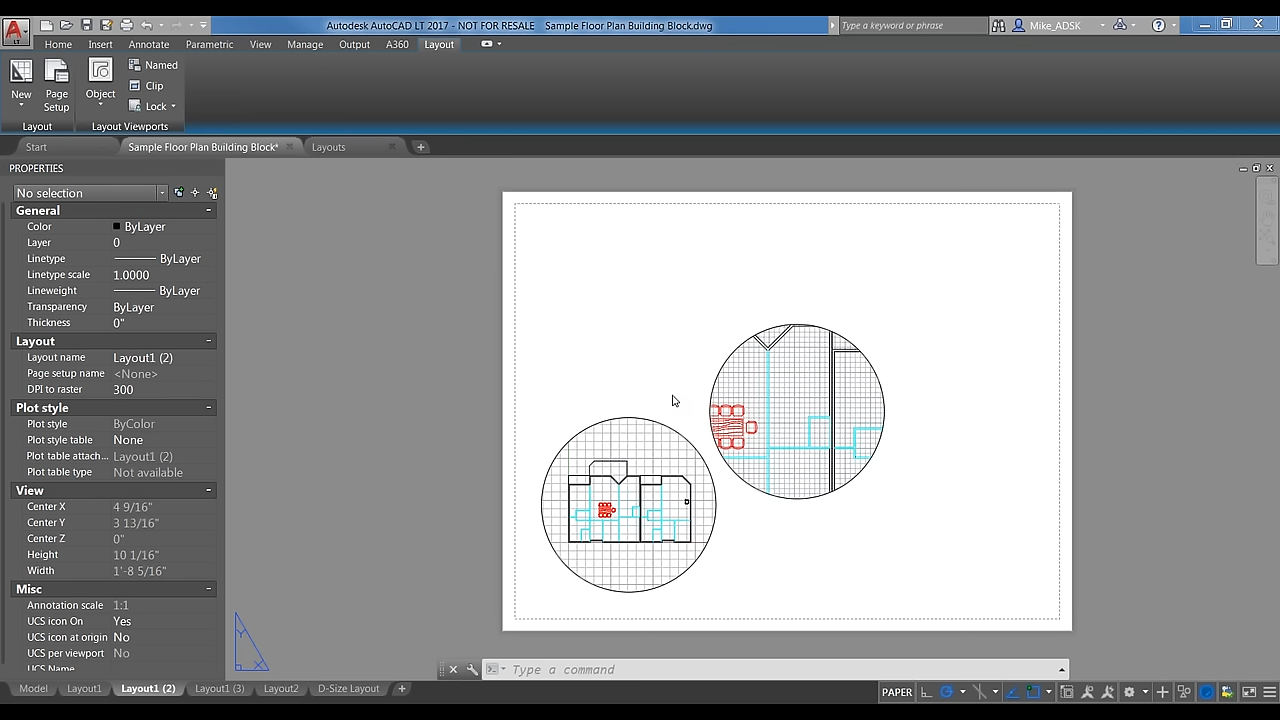 Autodesk AutoCAD LT 2017 - NOT FOR RESALE Sample Floor Plan Building Block.dwg
Type a keyword or phrase
Mike_ADSK
LT
Home Insert Annotate Parametric View Manage Output A360 Layout
New
Page Setup
Object
Named
Clip
Lock
Layout
Layout Viewports
Start
Sample Floor Plan Building Block*
Layouts
PROPERTIES
No selection
General
Color ByLayer
Layer 0
Linetype ByLayer
Linetype scale 1.0000
Lineweight ByLayer
Transparency ByLayer
Thickness 0"
Layout
Layout name Layout1 (2)
Page setup name <None>
DPI to raster 300
Plot style
Plot style ByColor
Plot style table None
Plot table attach... Layout1 (2)
Plot table type Not available
View
Center X 4 9/16"
Center Y 3 13/16"
Center Z 0"
Height 10 1/16"
Width 1'-8 5/16"
Misc
Annotation scale 1:1
UCS icon On Yes
UCS icon at origin No
UCS per viewport No
UCS Name
Y
X
Type a command
Model Layout1 Layout1 (2) Layout1 (3) Layout2 D-Size Layout
PAPER